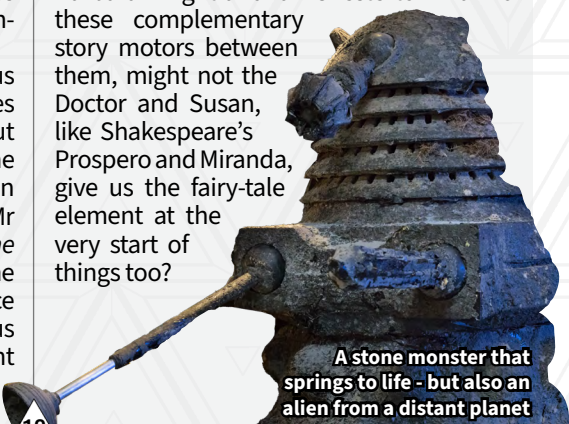 these complementary
story motors between
them, might not the
Doctor and Susan,
like Shakespeare's
Prospero and Miranda,
give us the fairy-tale
element at the
very start of
things too?
A stone monster that
springs to life - but also an
alien from a distant planet